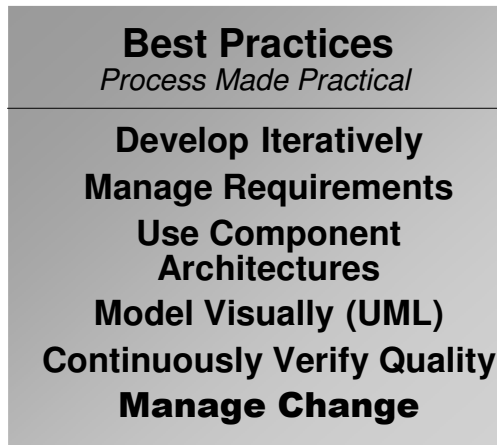 Best Practices
Process Made Practical
Develop Iteratively
Manage Requirements
Use Component
Architectures
Model Visually (UML)
Continuously Verify Quality
Manage Change